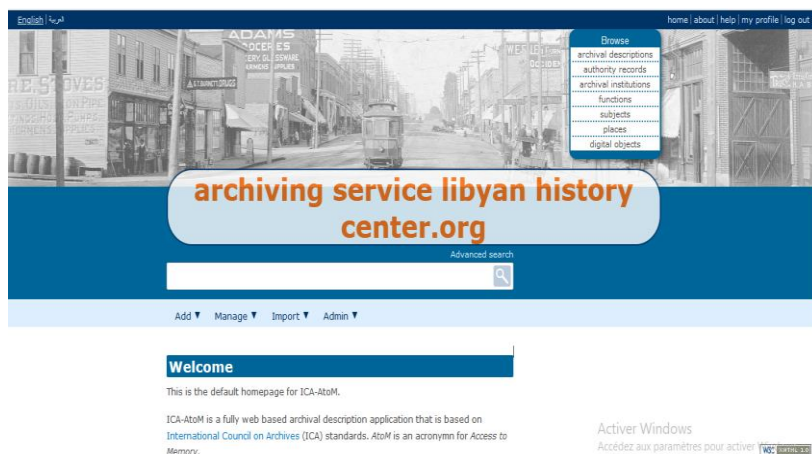 English | العربية
home | about | help | my profile | log out
ADAMS
GROCERIES
Browse
archival descriptions
authority records
archival institutions
functions
subjects
places
digital objects
archiving service libyan history
center.org
Advanced search
Add ▼ Manage ▼ Import ▼ Admin ▼
Welcome
This is the default homepage for ICA-AtoM.
ICA-AtoM is a fully web based archival description application that is based on
International Council on Archives (ICA) standards. AtoM is an acronymn for Access to
Memory.
Activer Windows
Accédez aux paramètres pour activer
W3C